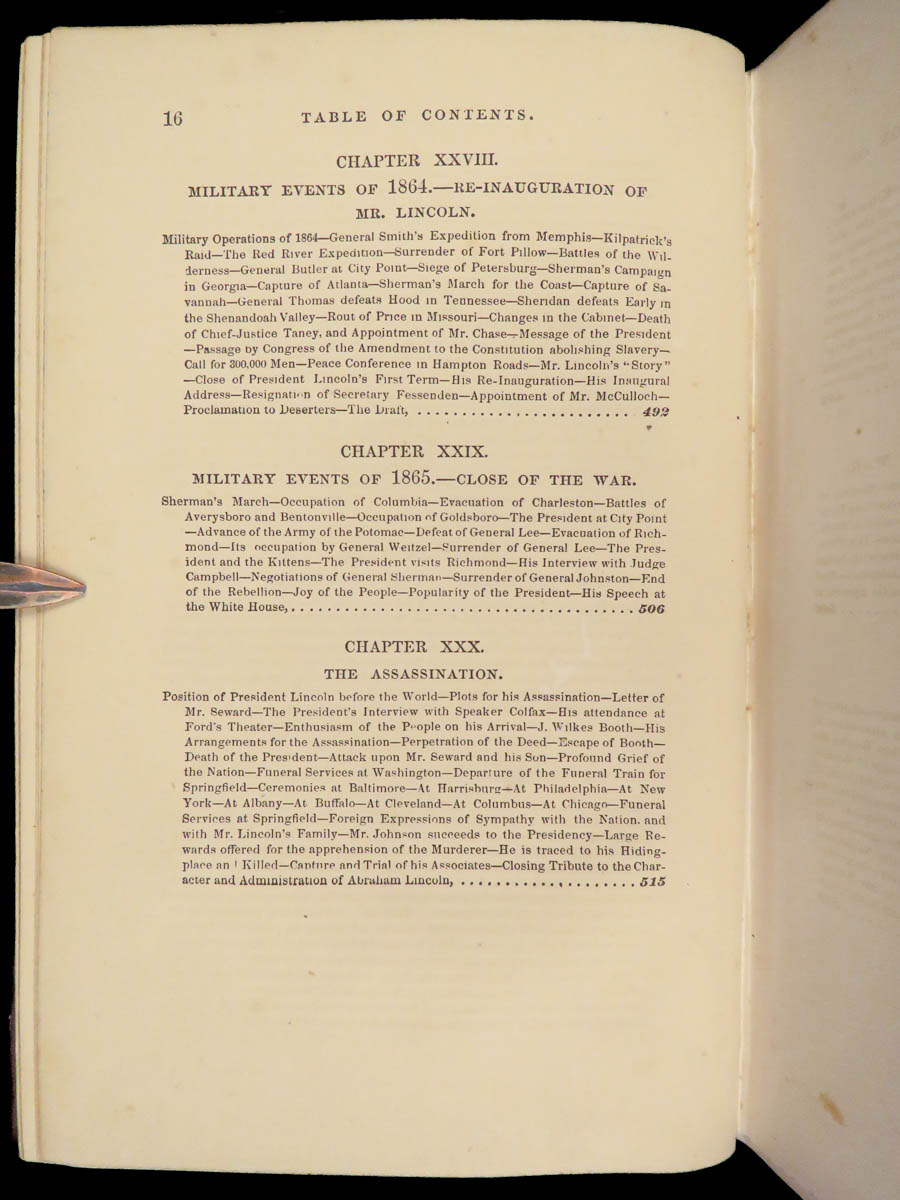 16 TABLE OF CONTENTS.
CHAPTER XXVIII.
MILITARY EVENTS OF 1864.—RE-INAUGURATION OF
MR. LINCOLN.
Military Operations of 1864—General Smith's Expedition from Memphis—Kilpatrick's
Raid—The Red River Expedition—Surrender of Fort Pillow—Battles of the Wil-
derness—General Butler at City Point—Siege of Petersburg—Sherman's Campaign
in Georgia—Capture of Atlanta—Sherman's March for the Coast—Capture of Sa-
vannah—General Thomas defeats Hood in Tennessee—Sheridan defeats Early in
the Shenandoah Valley—Rout of Price in Missouri—Changes in the Cabinet—Death
of Chief-Justice Taney, and Appointment of Mr. Chase—Message of the President
—Passage by Congress of the Amendment to the Constitution abolishing Slavery—
Call for 300,000 Men—Peace Conference in Hampton Roads—Mr. Lincoln's "Story"
—Close of President Lincoln's First Term—His Re-Inauguration—His Inaugural
Address—Resignation of Secretary Fessenden—Appointment of Mr. McCulloch—
Proclamation to Deserters—The Draft, . . . . . . . . . . . . . . . . . . . . . . . . 492
CHAPTER XXIX.
MILITARY EVENTS OF 1865.—CLOSE OF THE WAR.
Sherman's March—Occupation of Columbia—Evacuation of Charleston—Battles of
Averysboro and Bentonville—Occupation of Goldsboro—The President at City Point
—Advance of the Army of the Potomac—Defeat of General Lee—Evacuation of Rich-
mond—Its occupation by General Weitzel—Surrender of General Lee—The Pres-
ident and the Kittens—The President visits Richmond—His Interview with Judge
Campbell—Negotiations of General Sherman—Surrender of General Johnston—End
of the Rebellion—Joy of the People—Popularity of the President—His Speech at
the White House, . . . . . . . . . . . . . . . . . . . . . . . . . . . . . . . . . . . . . . . 506
CHAPTER XXX.
THE ASSASSINATION.
Position of President Lincoln before the World—Plots for his Assassination—Letter of
Mr. Seward—The President's Interview with Speaker Colfax—His attendance at
Ford's Theater—Enthusiasm of the People on his Arrival—J. Wilkes Booth—His
Arrangements for the Assassination—Perpetration of the Deed—Escape of Booth—
Death of the President—Attack upon Mr. Seward and his Son—Profound Grief of
the Nation—Funeral Services at Washington—Departure of the Funeral Train for
Springfield—Ceremonies at Baltimore—At Harrisburg—At Philadelphia—At New
York—At Albany—At Buffalo—At Cleveland—At Columbus—At Chicago—Funeral
Services at Springfield—Foreign Expressions of Sympathy with the Nation, and
with Mr. Lincoln's Family—Mr. Johnson succeeds to the Presidency—Large Re-
wards offered for the apprehension of the Murderer—He is traced to his Hiding-
place and Killed—Capture and Trial of his Associates—Closing Tribute to the Char-
acter and Administration of Abraham Lincoln, . . . . . . . . . . . . . . . . . . . . 515